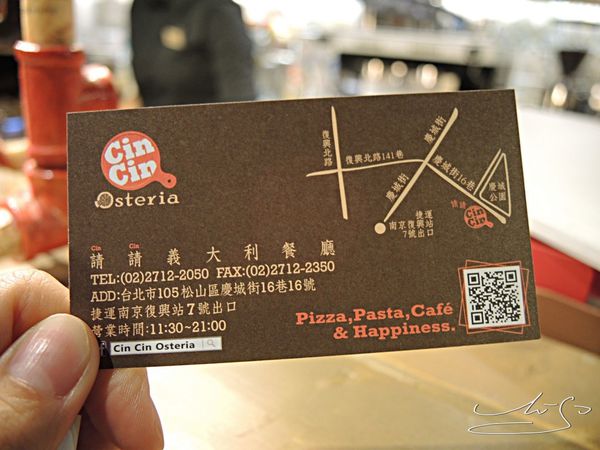 Cin
Cin
Osteria
復興北路
復興北路141巷
慶城街
慶城街
慶城街16巷
慶城
公園
請請
Cin
Cin
捷運
南京復興站
7號出口
Cin Cin
請請義大利餐廳
TEL:(02)2712-2050 FAX:(02)2712-2350
ADD:台北市105松山區慶城街16巷16號
捷運南京復興站7號出口
營業時間:11:30~21:00
Cin Cin Osteria
Pizza,Pasta,Café
& Happiness.